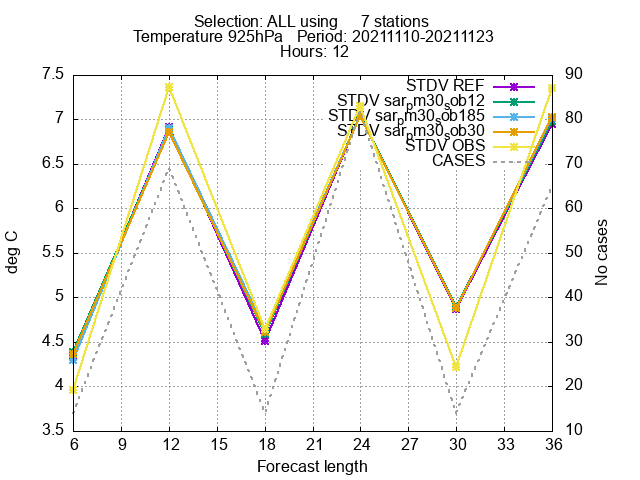 Selection: ALL using 7 stations
Temperature 925hPa Period: 20211110-20211123
Hours: 12
STDV REF
STDV sarpm30sob12
STDV sarpm30sob185
STDV sarpm30sob30
STDV OBS
CASES
deg C
7.5
7
6.5
6
5.5
5
4.5
4
3.5
No cases
90
80
70
60
50
40
30
20
10
6 9 12 15 18 21 24 27 30 33 36
Forecast length